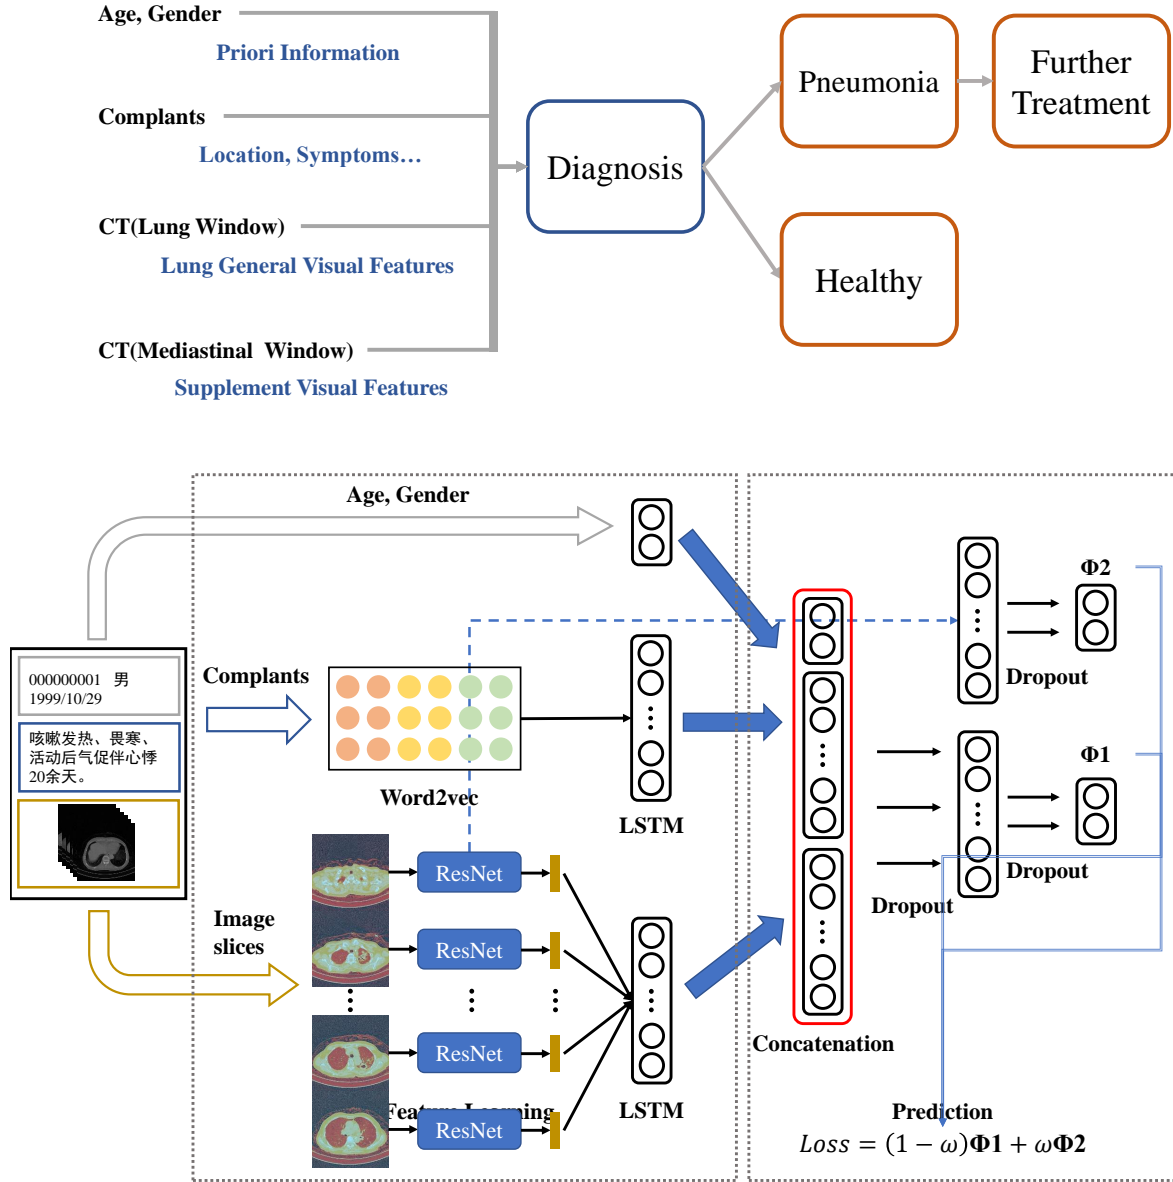 Age, Gender
Priori Information
Complants
Location, Symptoms…
CT(Lung Window)
Lung General Visual Features
CT(Mediastinal Window)
Supplement Visual Features
Diagnosis
Pneumonia
Further
Treatment
Healthy
Age, Gender
000000001 男
1999/10/29
咳嗽发热、畏寒、
活动后气促伴心悸
20余天。
Complants
Word2vec
LSTM
Image
slices
ResNet
ResNet
ResNet
ResNet
LSTM
Feature Learning
Concatenation
Dropout
Φ2
Dropout
Φ1
Dropout
Prediction
Loss = (1 − ω)Φ1 + ωΦ2